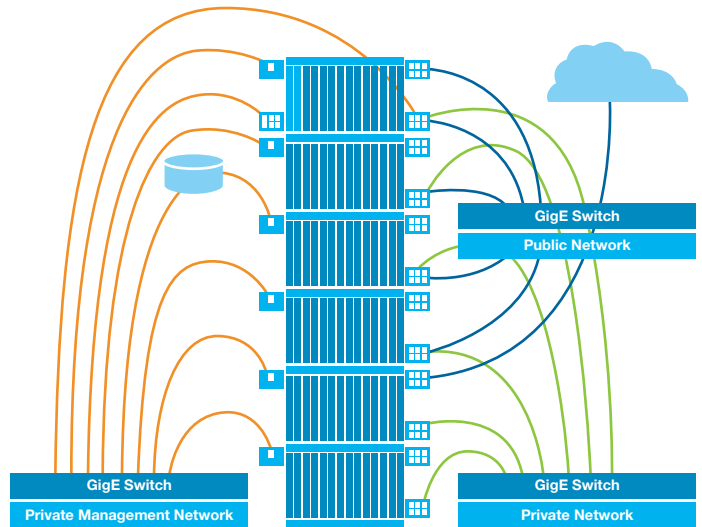 GigE Switch
Public Network
GigE Switch
Private Management Network
GigE Switch
Private Network